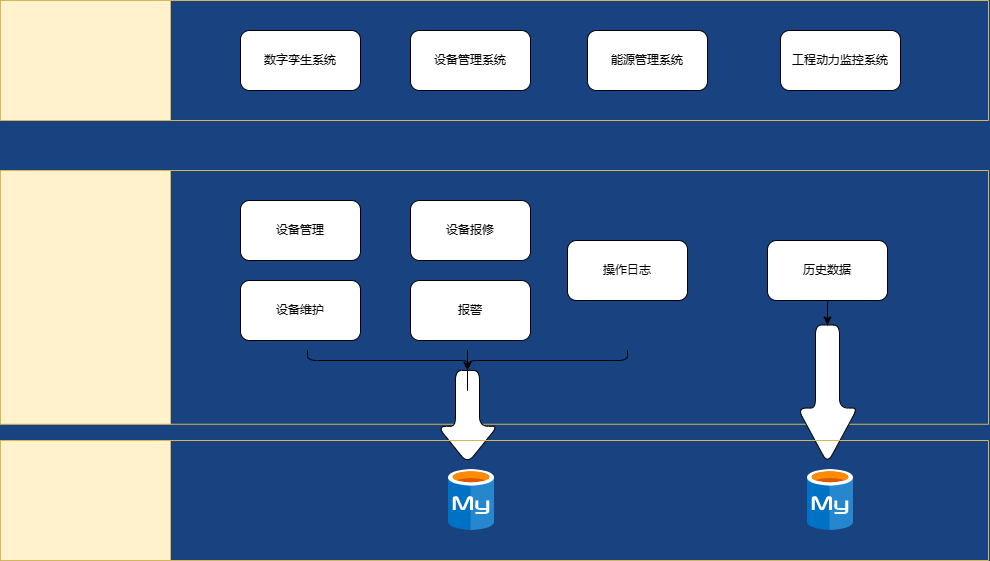 数字孪生系统
设备管理系统
能源管理系统
工程动力监控系统
设备管理
设备报修
操作日志
历史数据
设备维护
报警
My
My